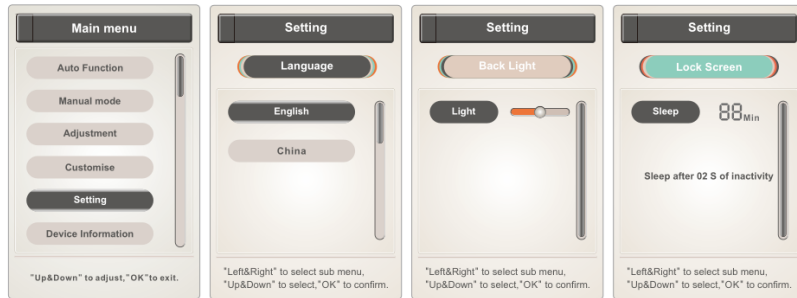 Main menu
Auto Function
Manual mode
Adjustment
Customise
Setting
Device Information
"Up&Down" to adjust,"OK"to exit.
Setting
Language
English
China
"Left&Right" to select sub menu,
"Up&Down" to select,"OK" to confirm.
Setting
Back Light
Light
"Left&Right" to select sub menu,
"Up&Down" to select,"OK" to confirm.
Setting
Lock Screen
Sleep 88 Min
Sleep after 02 S of inactivity
"Left&Right" to select sub menu,
"Up&Down" to select,"OK" to confirm.